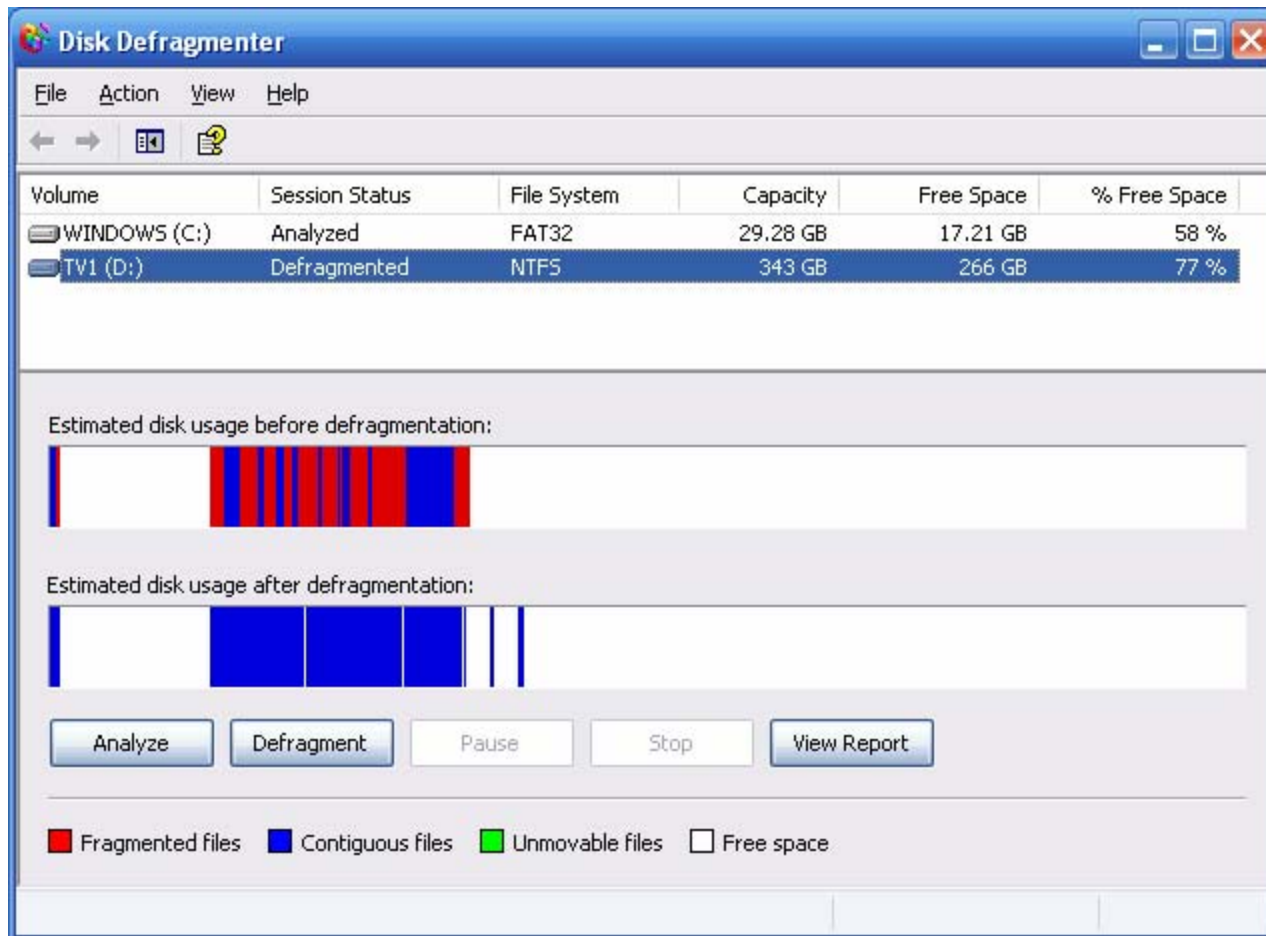 Disk Defragmenter
File Action View Help
Volume Session Status File System Capacity Free Space % Free Space
WINDOWS (C:) Analyzed FAT32 29.28 GB 17.21 GB 58 %
TV1 (D:) Defragmented NTFS 343 GB 266 GB 77 %
Estimated disk usage before defragmentation:
Estimated disk usage after defragmentation:
Analyze Defragment Pause Stop View Report
Fragmented files Contiguous files Unmovable files Free space